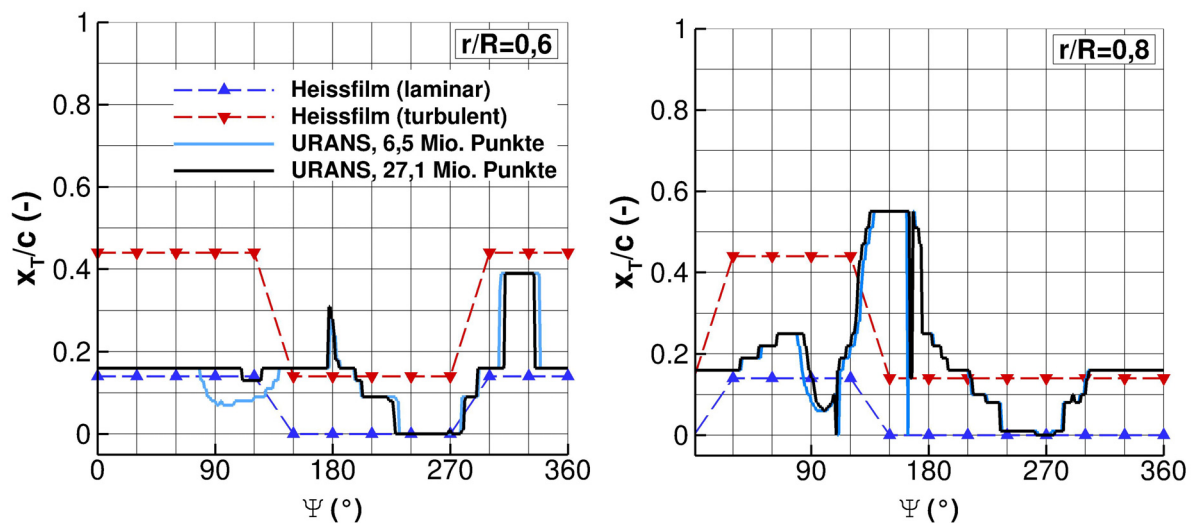 r/R=0,6
Heissfilm (laminar)
Heissfilm (turbulent)
URANS, 6,5 Mio. Punkte
URANS, 27,1 Mio. Punkte
1
0.8
0.6
0.4
0.2
0
x_T/c (-)
0 90 180 270 360
Ψ (°)
r/R=0,8
1
0.8
0.6
0.4
0.2
0
x_T/c (-)
90 180 270 360
Ψ (°)